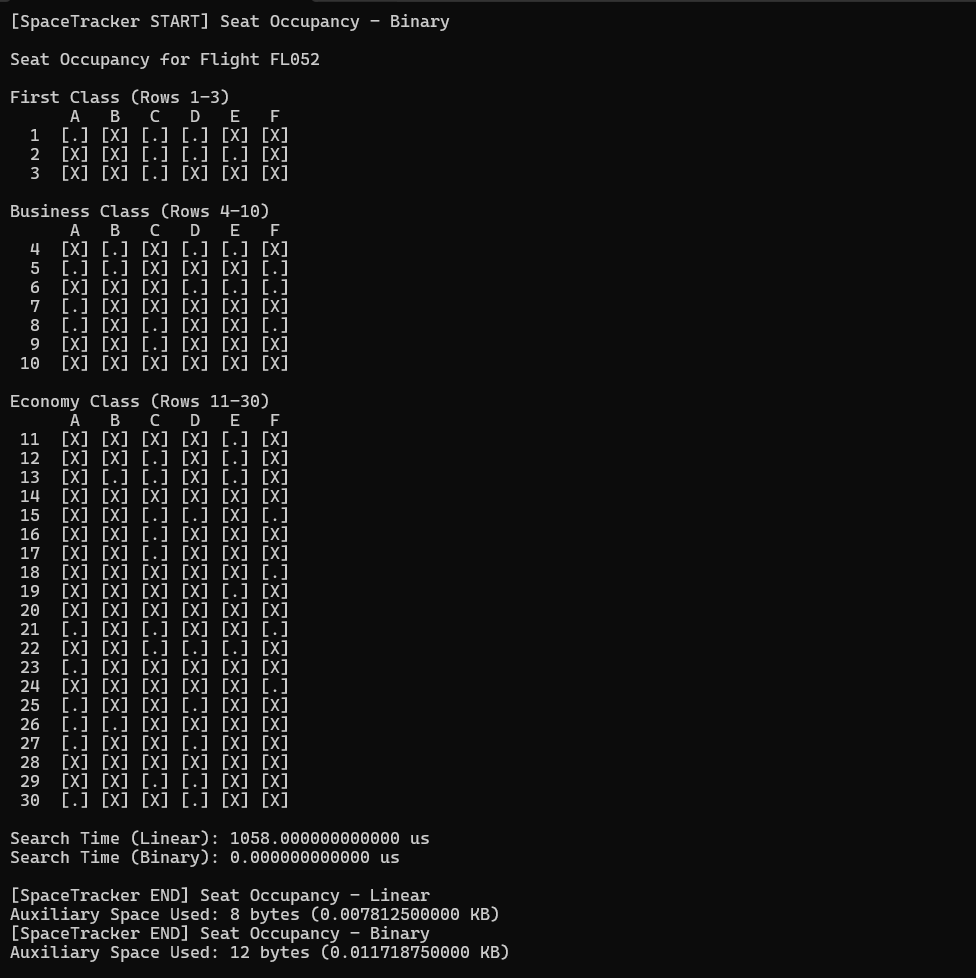 [SpaceTracker START] Seat Occupancy - Binary
Seat Occupancy for Flight FL052
First Class (Rows 1-3)
A B C D E F
1 [.] [X] [.] [.] [X] [X]
2 [X] [X] [.] [.] [.] [X]
3 [X] [X] [.] [X] [X] [X]
Business Class (Rows 4-10)
A B C D E F
4 [X] [.] [X] [.] [.] [X]
5 [.] [.] [X] [X] [X] [.]
6 [X] [X] [X] [.] [.] [.]
7 [.] [X] [X] [X] [X] [X]
8 [.] [X] [.] [X] [X] [.]
9 [X] [X] [.] [X] [X] [X]
10 [X] [X] [X] [X] [X] [X]
Economy Class (Rows 11-30)
A B C D E F
11 [X] [X] [X] [X] [.] [X]
12 [X] [X] [.] [X] [.] [X]
13 [X] [.] [.] [X] [.] [X]
14 [X] [X] [X] [X] [X] [X]
15 [X] [X] [.] [.] [X] [.]
16 [X] [X] [.] [X] [X] [X]
17 [X] [X] [.] [X] [X] [X]
18 [X] [X] [X] [X] [X] [.]
19 [X] [X] [X] [X] [.] [X]
20 [X] [X] [X] [X] [X] [X]
21 [.] [X] [.] [X] [X] [.]
22 [X] [X] [.] [.] [.] [X]
23 [.] [X] [X] [X] [X] [X]
24 [X] [X] [X] [X] [X] [.]
25 [.] [X] [X] [.] [X] [X]
26 [.] [.] [X] [X] [X] [X]
27 [.] [X] [X] [.] [X] [X]
28 [X] [X] [X] [X] [X] [X]
29 [X] [X] [.] [.] [X] [X]
30 [.] [X] [X] [.] [X] [X]
Search Time (Linear): 1058.000000000000 us
Search Time (Binary): 0.000000000000 us
[SpaceTracker END] Seat Occupancy - Linear
Auxiliary Space Used: 8 bytes (0.007812500000 KB)
[SpaceTracker END] Seat Occupancy - Binary
Auxiliary Space Used: 12 bytes (0.011718750000 KB)